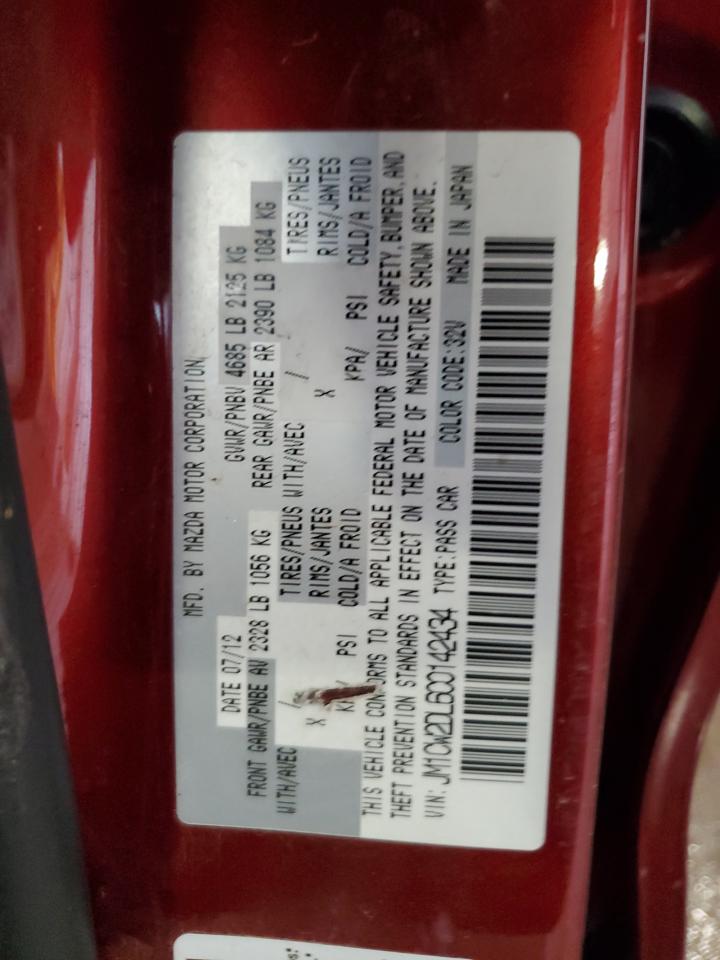 MFD. BY MAZDA MOTOR CORPORATION
DATE 07/12 GVWR/PNBV 4685 LB 2125 KG
FRONT GAWR/PNBE AV 2328 LB 1056 KG REAR GAWR/PNBE AR 2390 LB 1084 KG
WITH/AVEC / TIRES/PNEUS WITH/AVEC / TIRES/PNEUS
X RIMS/JANTES X RIMS/JANTES
PSI COLD/A FROID KPA/ PSI COLD/A FROID
THIS VEHICLE CONFORMS TO ALL APPLICABLE FEDERAL MOTOR VEHICLE SAFETY, BUMPER, AND
THEFT PREVENTION STANDARDS IN EFFECT ON THE DATE OF MANUFACTURE SHOWN ABOVE.
VIN: JM1CW2DL6C0142434 TYPE:PASS CAR COLOR CODE:32V MADE IN JAPAN